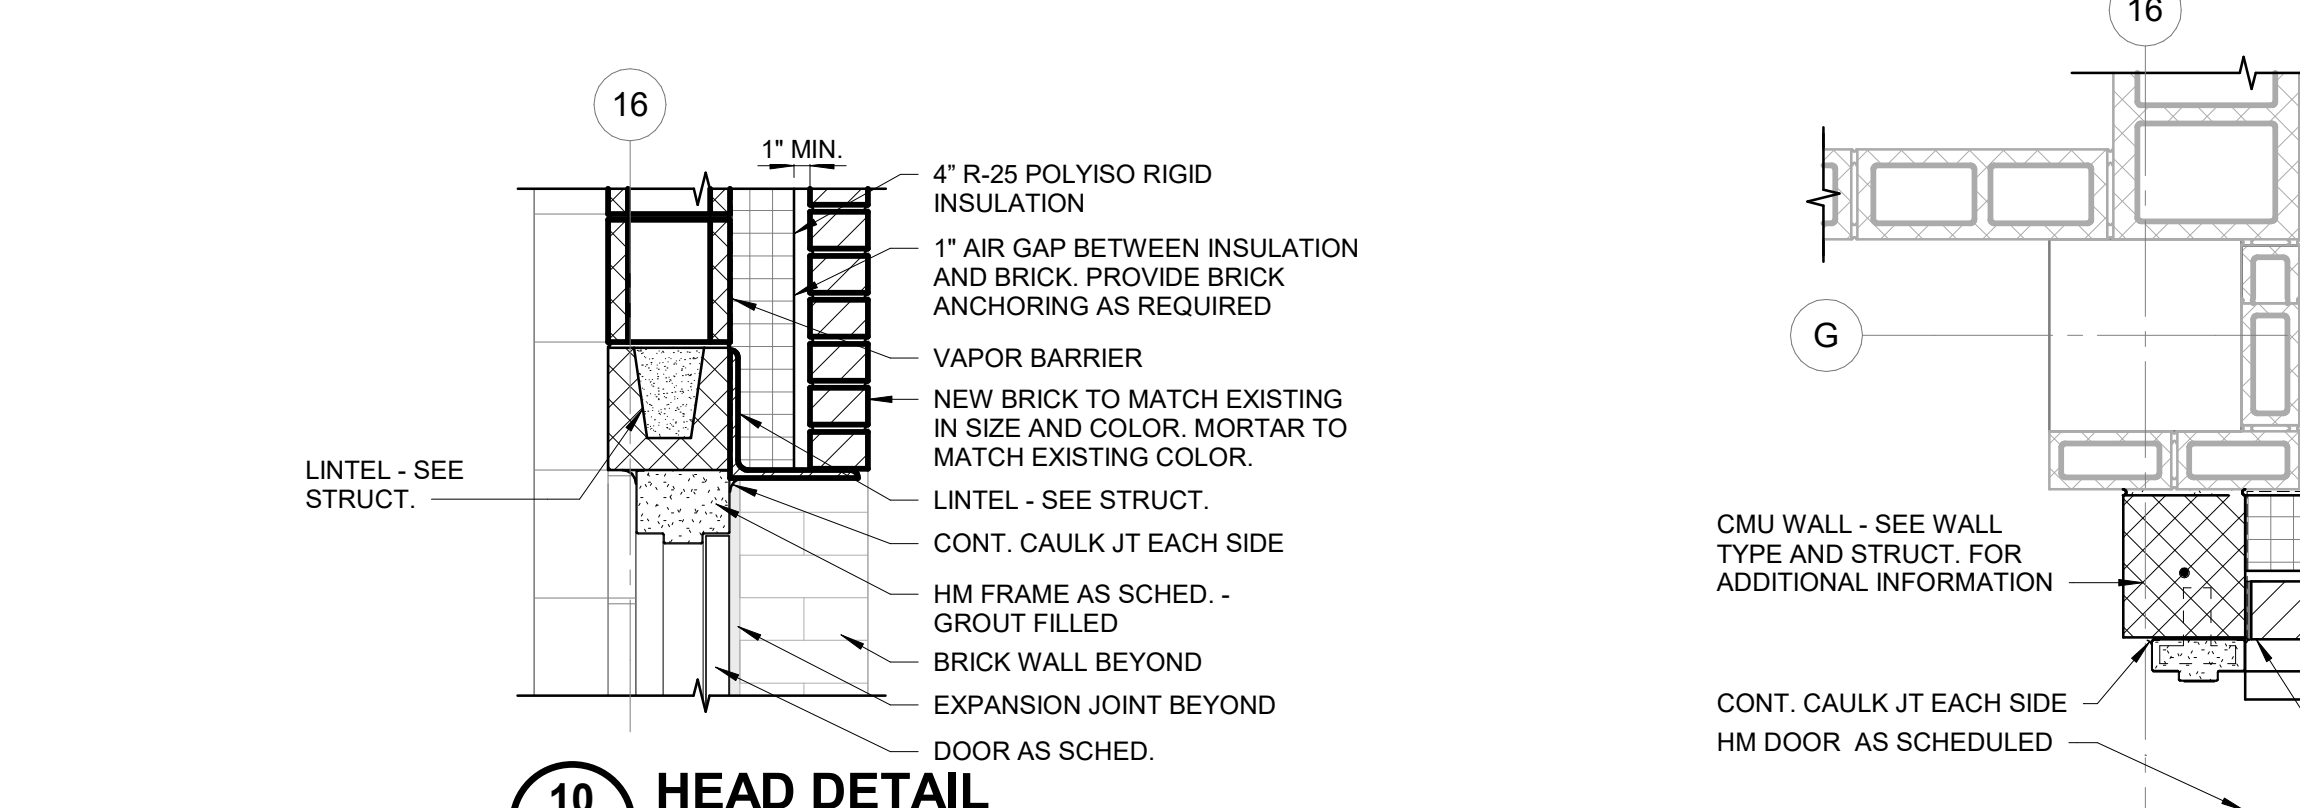 16
1" MIN.
4” R-25 POLYISO RIGID
INSULATION
1" AIR GAP BETWEEN INSULATION
AND BRICK. PROVIDE BRICK
ANCHORING AS REQUIRED
VAPOR BARRIER
NEW BRICK TO MATCH EXISTING
IN SIZE AND COLOR. MORTAR TO
MATCH EXISTING COLOR.
LINTEL - SEE STRUCT.
CONT. CAULK JT EACH SIDE
HM FRAME AS SCHED. -
GROUT FILLED
BRICK WALL BEYOND
EXPANSION JOINT BEYOND
DOOR AS SCHED.
LINTEL - SEE
STRUCT.
10
HEAD DETAIL
16
G
CMU WALL - SEE WALL
TYPE AND STRUCT. FOR
ADDITIONAL INFORMATION
CONT. CAULK JT EACH SIDE
HM DOOR AS SCHEDULED